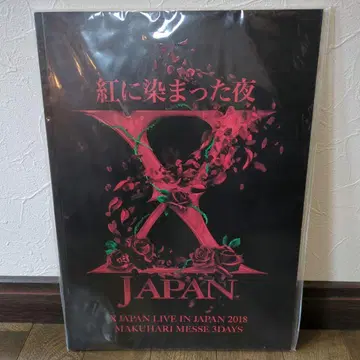 紅に染まった夜
X
JAPAN
X JAPAN LIVE IN JAPAN 2018
MAKUHARI MESSE 3DAYS